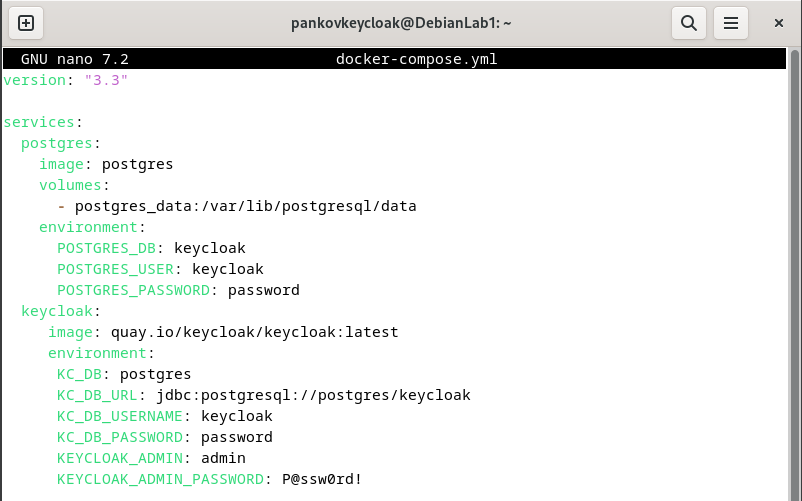 pankovkeycloak@DebianLab1: ~
GNU nano 7.2 docker-compose.yml
version: "3.3"

services:
  postgres:
    image: postgres
    volumes:
      - postgres_data:/var/lib/postgresql/data
    environment:
      POSTGRES_DB: keycloak
      POSTGRES_USER: keycloak
      POSTGRES_PASSWORD: password
  keycloak:
     image: quay.io/keycloak/keycloak:latest
     environment:
      KC_DB: postgres
      KC_DB_URL: jdbc:postgresql://postgres/keycloak
      KC_DB_USERNAME: keycloak
      KC_DB_PASSWORD: password
      KEYCLOAK_ADMIN: admin
      KEYCLOAK_ADMIN_PASSWORD: P@ssw0rd!